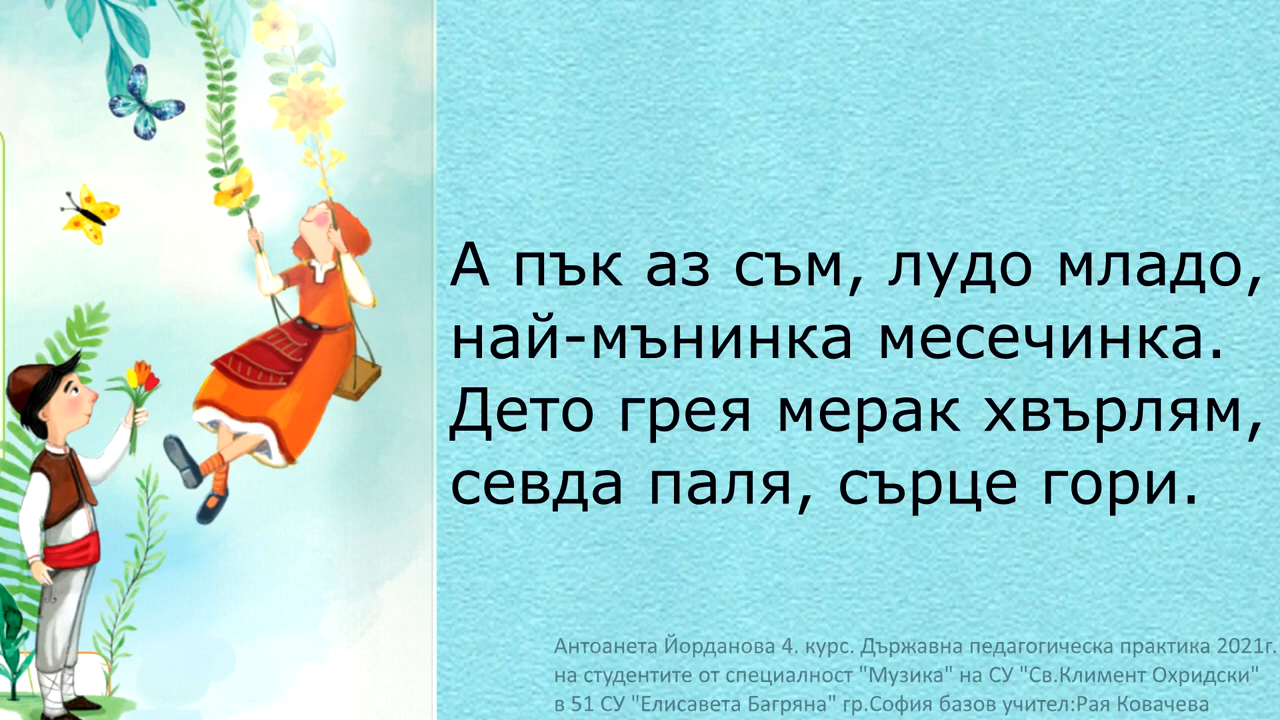 А пък аз съм, лудо младо,
най-мънинка месечинка.
Дето грея мерак хвърлям,
севда паля, сърце гори.
Антоанета Йорданова 4. курс. Държавна педагогическа практика 2021г.
на студентите от специалност "Музика" на СУ "Св.Климент Охридски"
в 51 СУ "Елисавета Багряна" гр.София базов учител:Рая Ковачева